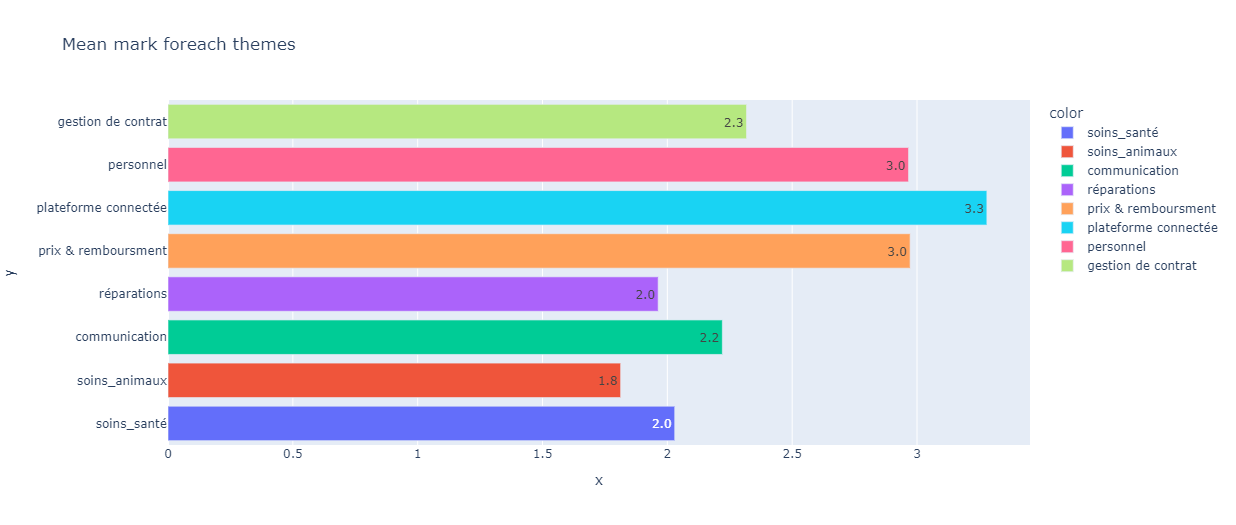 Mean mark foreach themes
gestion de contrat
personnel
plateforme connectée
prix & remboursment
réparations
communication
soins_animaux
soins_santé
2.3
3.0
3.3
3.0
2.0
2.2
1.8
2.0
0
0.5
1
1.5
2
2.5
3
x
y
color
soins_santé
soins_animaux
communication
réparations
prix & remboursment
plateforme connectée
personnel
gestion de contrat